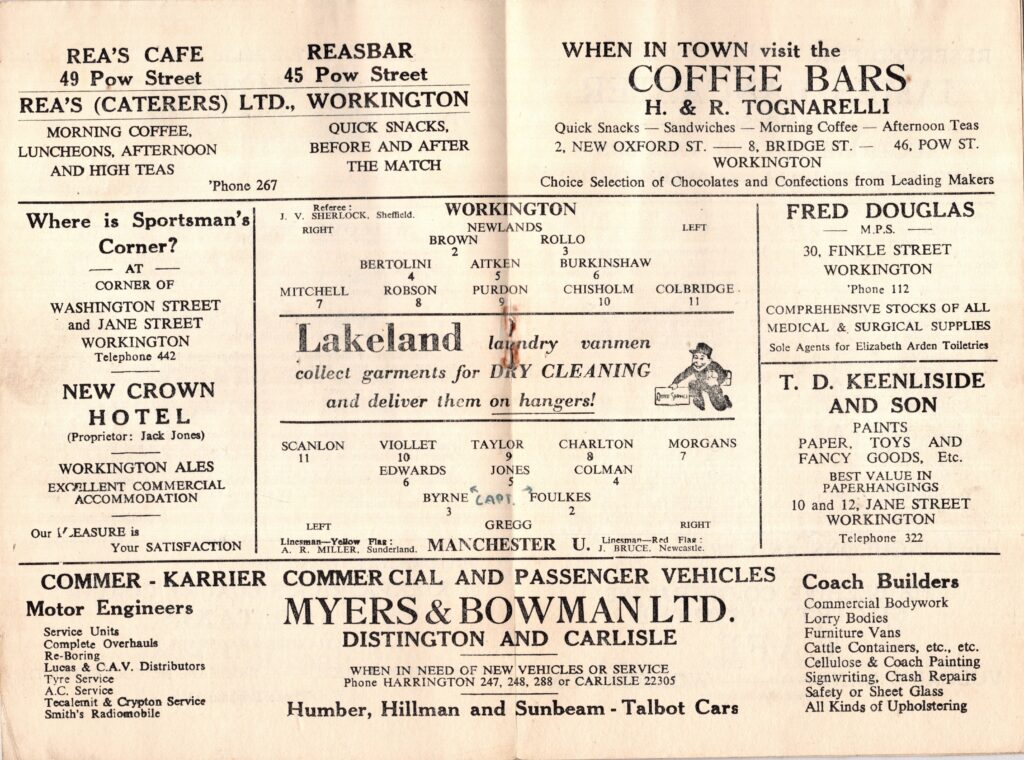 REA'S CAFE
49 Pow Street
REASBAR
45 Pow Street
REA'S (CATERERS) LTD., WORKINGTON
MORNING COFFEE,
LUNCHEONS, AFTERNOON
AND HIGH TEAS
QUICK SNACKS,
BEFORE AND AFTER
THE MATCH
'Phone 267
WHEN IN TOWN visit the
COFFEE BARS
H. & R. TOGNARELLI
Quick Snacks — Sandwiches — Morning Coffee — Afternoon Teas
2, NEW OXFORD ST. —— 8, BRIDGE ST. — 46, POW ST.
WORKINGTON
Choice Selection of Chocolates and Confections from Leading Makers
Where is Sportsman's
Corner?
— AT —
CORNER OF
WASHINGTON STREET
and JANE STREET
WORKINGTON
Telephone 442
NEW CROWN
HOTEL
(Proprietor: Jack Jones)
WORKINGTON ALES
EXCELLENT COMMERCIAL
ACCOMMODATION
Our PLEASURE is
Your SATISFACTION
Referee :
J. V. SHERLOCK, Sheffield.
WORKINGTON
RIGHT NEWLANDS LEFT
BROWN ROLLO
2 3
BERTOLINI AITKEN BURKINSHAW
4 5 6
MITCHELL ROBSON PURDON CHISHOLM COLBRIDGE
7 8 9 10 11
Lakeland laundry vanmen
collect garments for DRY CLEANING
and deliver them on hangers!
SCANLON VIOLLET TAYLOR CHARLTON MORGANS
11 10 9 8 7
EDWARDS JONES COLMAN
6 5 4
BYRNE CAPT. FOULKES
3 2
LEFT GREGG RIGHT
Linesman—Yellow Flag :
A. R. MILLER, Sunderland.
MANCHESTER U.
Linesman—Red Flag :
J. BRUCE, Newcastle.
FRED DOUGLAS
— M.P.S. —
30, FINKLE STREET
WORKINGTON
'Phone 112
COMPREHENSIVE STOCKS OF ALL
MEDICAL & SURGICAL SUPPLIES
Sole Agents for Elizabeth Arden Toiletries
T. D. KEENLISIDE
AND SON
PAINTS
PAPER, TOYS AND
FANCY GOODS, Etc.
BEST VALUE IN
PAPERHANGINGS
10 and 12, JANE STREET
WORKINGTON
Telephone 322
COMMER - KARRIER COMMERCIAL AND PASSENGER VEHICLES
Motor Engineers
Service Units
Complete Overhauls
Re-Boring
Lucas & C.A.V. Distributors
Tyre Service
A.C. Service
Tecalemit & Crypton Service
Smith's Radiomobile
MYERS & BOWMAN LTD.
DISTINGTON AND CARLISLE
WHEN IN NEED OF NEW VEHICLES OR SERVICE
Phone HARRINGTON 247, 248, 288 or CARLISLE 22305
Humber, Hillman and Sunbeam - Talbot Cars
Coach Builders
Commercial Bodywork
Lorry Bodies
Furniture Vans
Cattle Containers, etc., etc.
Cellulose & Coach Painting
Signwriting, Crash Repairs
Safety or Sheet Glass
All Kinds of Upholstering